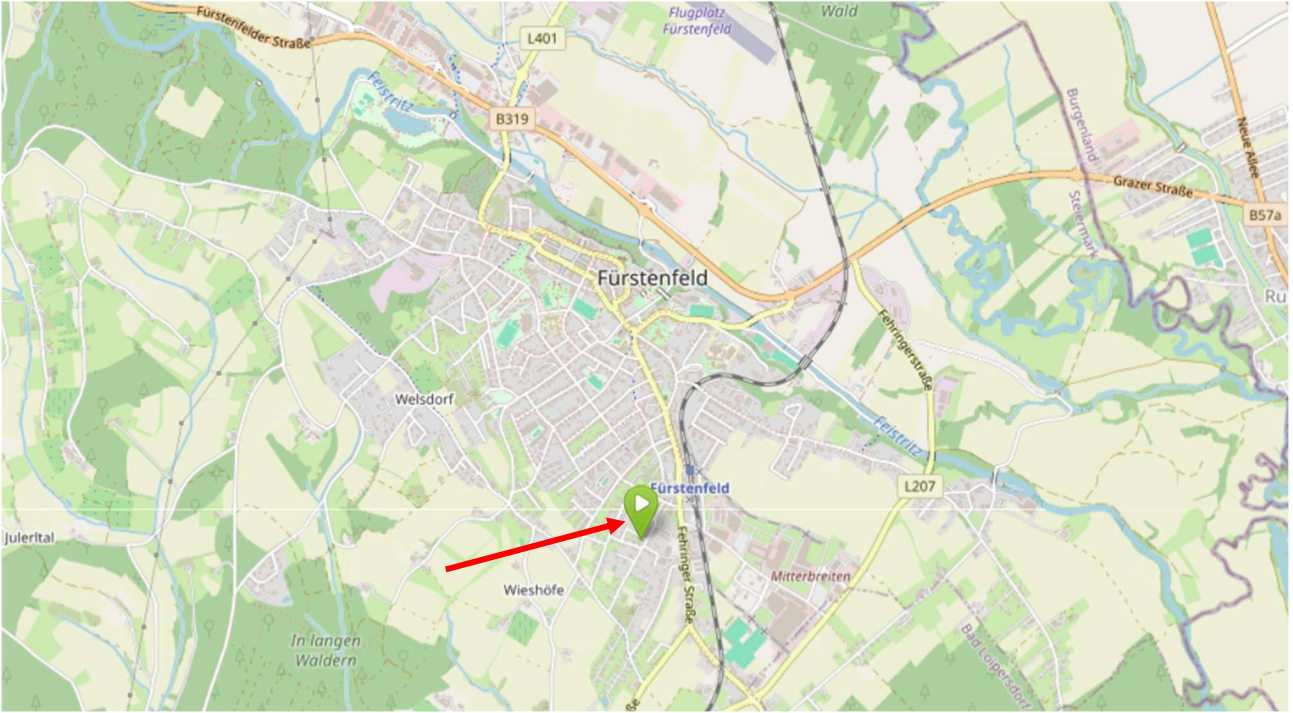 Fürstenfelder Straße
L401
Flugplatz
Fürstenfeld
Wald
Feistritz
B319
Burgenland
Steiermark
Neue Allee
Grazer Straße
B57a
Fürstenfeld
Ru
Fehringerstraße
Welsdorf
Feistritz
Fürstenfeld
L207
Julerltal
Fehringer Straße
Mitterbreiten
Wieshöfe
In langen
Waldern
Bad Loipersdorf
ße